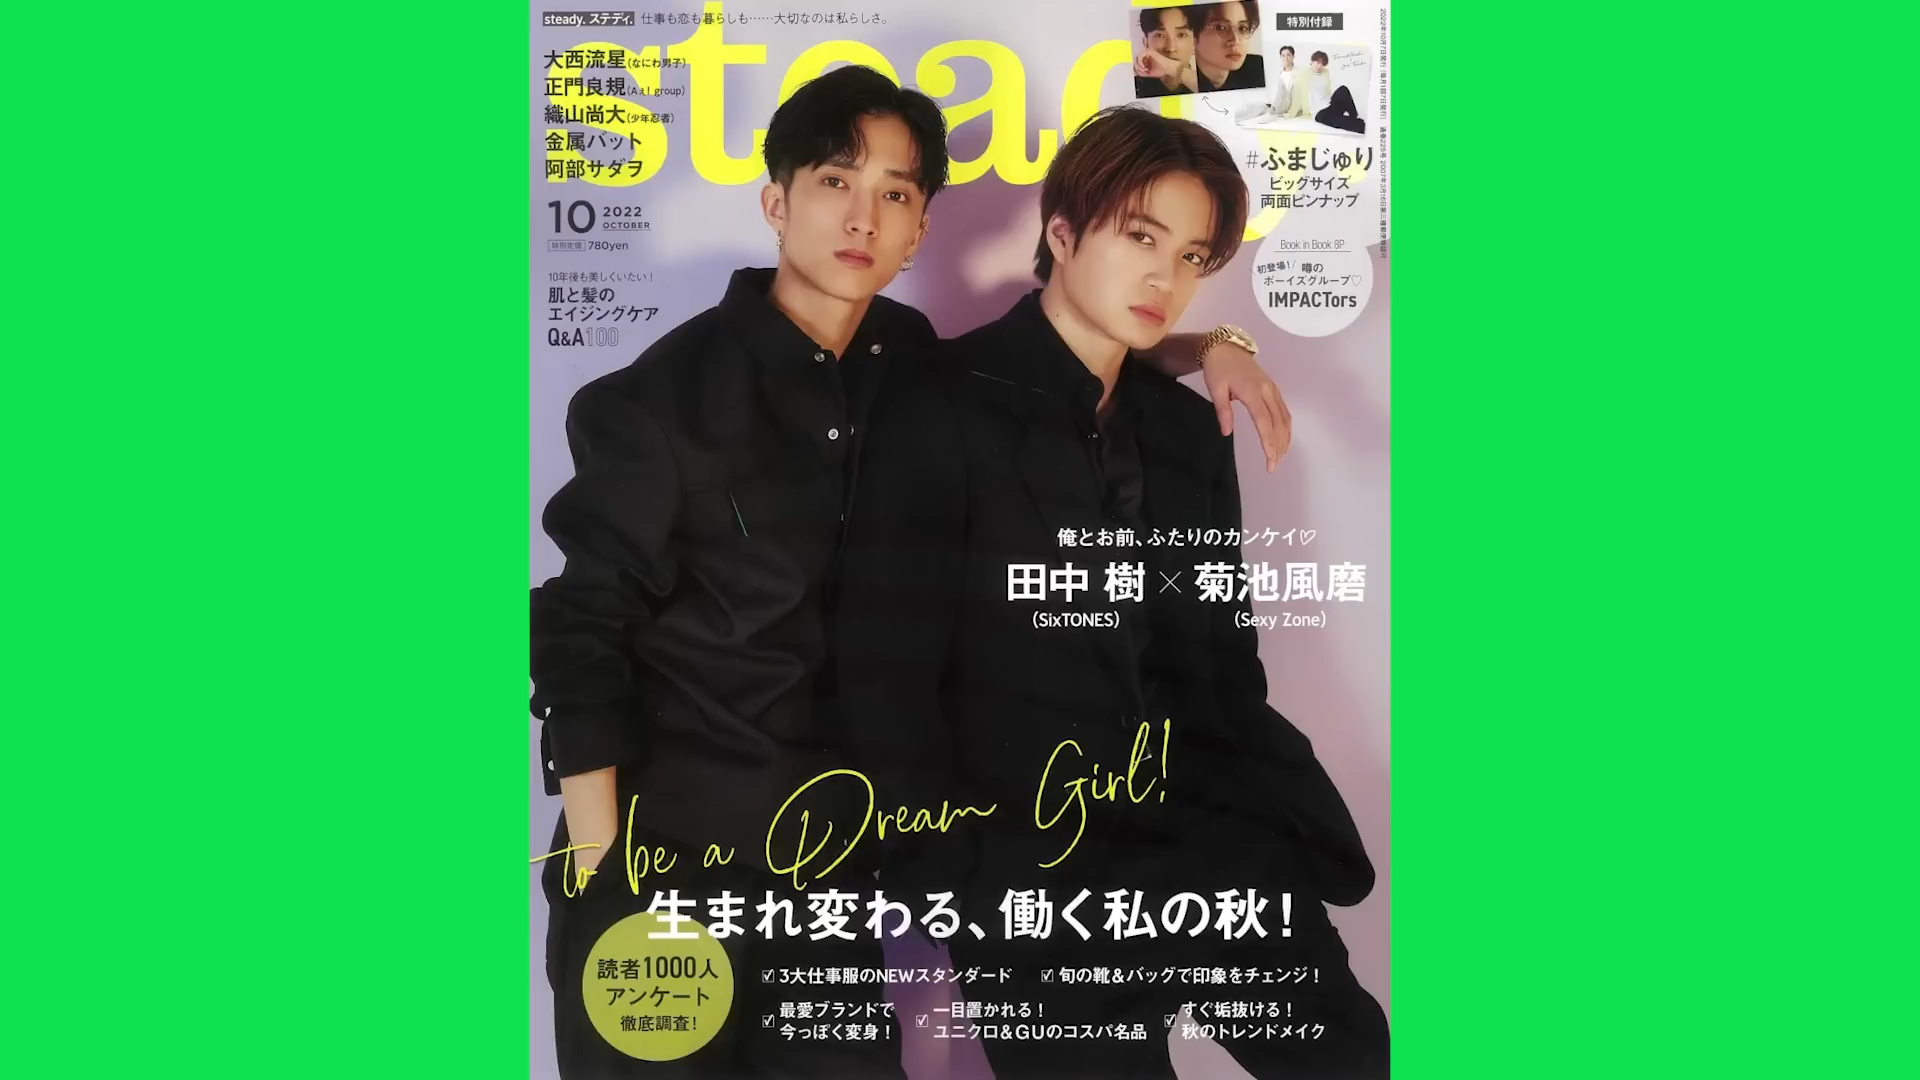 steady. ステディ. 仕事も恋も暮らしも……大切なのは私らしさ。
steady.
大西流星(なにわ男子)
正門良規(Aぇ! group)
織山尚大(少年忍者)
金属バット
阿部サダヲ
10 2022
OCTOBER
特別定価 780yen
10年後も美しくいたい!
肌と髪の
エイジングケア
Q&A100
特別付録
#ふまじゅり
ビッグサイズ
両面ピンナップ
Book in Book 8P
初登場! 噂の
ボーイズグループ♡
IMPACTors
俺とお前、ふたりのカンケイ♡
田中 樹×菊池風磨
(SixTONES) (Sexy Zone)
to be a Dream Girl!
生まれ変わる、働く私の秋!
読者1000人
アンケート
徹底調査!
☑3大仕事服のNEWスタンダード ☑旬の靴&バッグで印象をチェンジ!
☑最愛ブランドで
今っぽく変身!
☑一目置かれる!
ユニクロ&GUのコスパ名品
☑すぐ垢抜ける!
秋のトレンドメイク